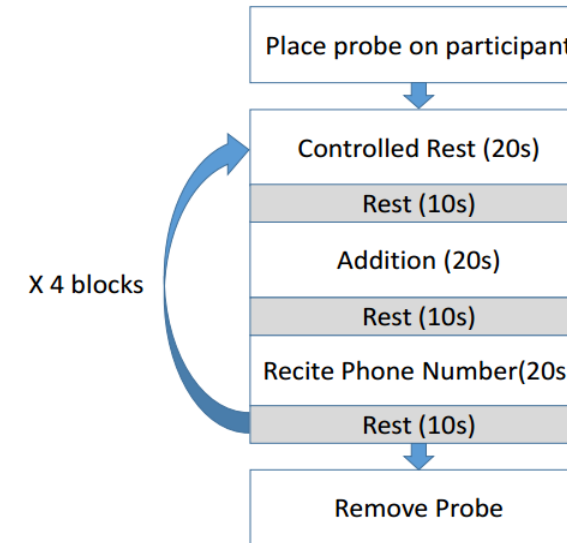 Place probe on participant
Controlled Rest (20s)
Rest (10s)
Addition (20s)
Rest (10s)
X 4 blocks
Recite Phone Number(20s
Rest (10s)
Remove Probe